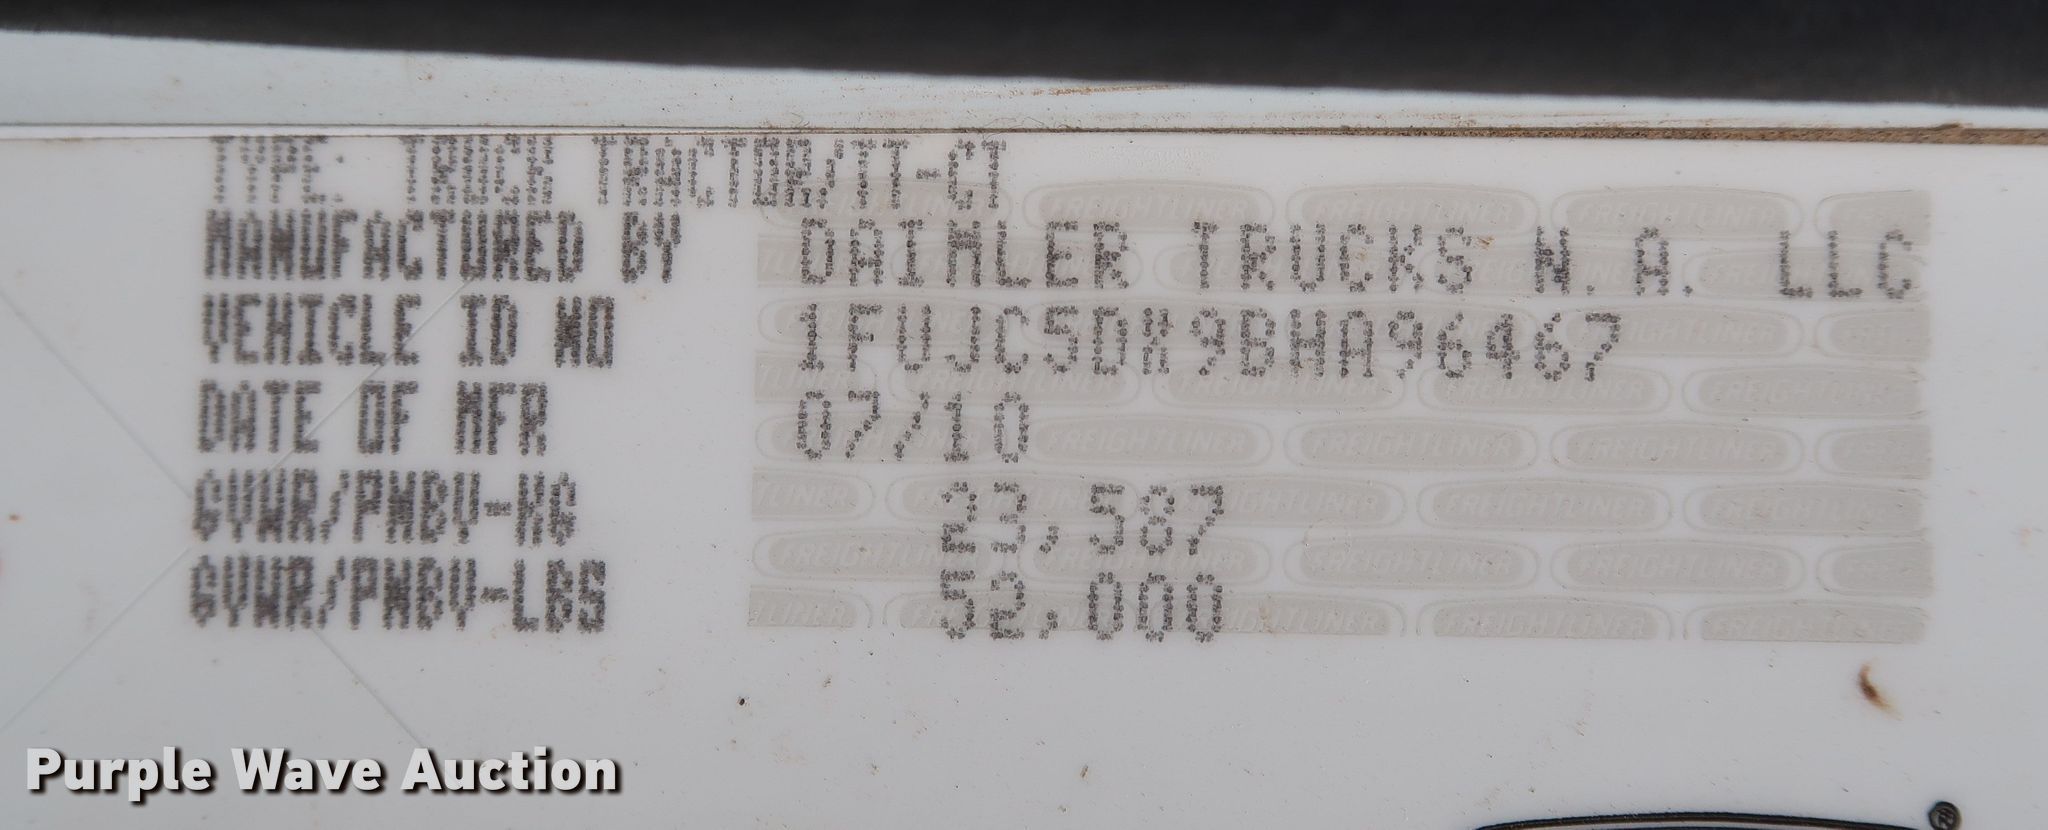 TYPE: TRUCK TRACTOR/TT-CT
MANUFACTURED BY DAIMLER TRUCKS N.A. LLC
VEHICLE ID NO 1FUJC5DX9BHA96467
DATE OF MFR 07/10
GVWR/PNBV-KG 23,587
GVWR/PNBV-LBS 52,000
Purple Wave Auction